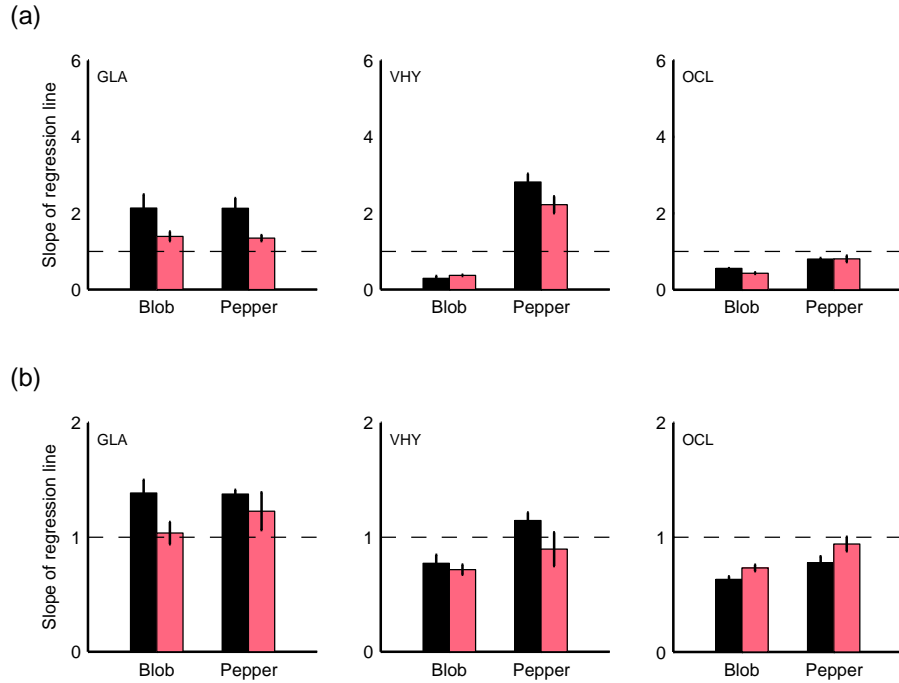 (a)
Slope of regression line
6
4
2
0
GLA
Blob Pepper
6
4
2
0
VHY
Blob Pepper
6
4
2
0
OCL
Blob Pepper
(b)
Slope of regression line
2
1
0
GLA
Blob Pepper
2
1
0
VHY
Blob Pepper
2
1
0
OCL
Blob Pepper